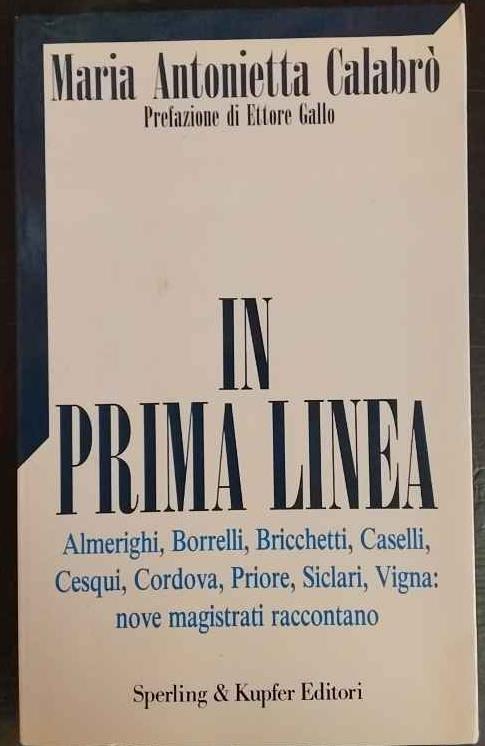 Maria Antonietta Calabrò
Prefazione di Ettore Gallo
IN
PRIMA LINEA
Almerighi, Borrelli, Bricchetti, Caselli,
Cesqui, Cordova, Priore, Siclari, Vigna:
nove magistrati raccontano
Sperling & Kupfer Editori